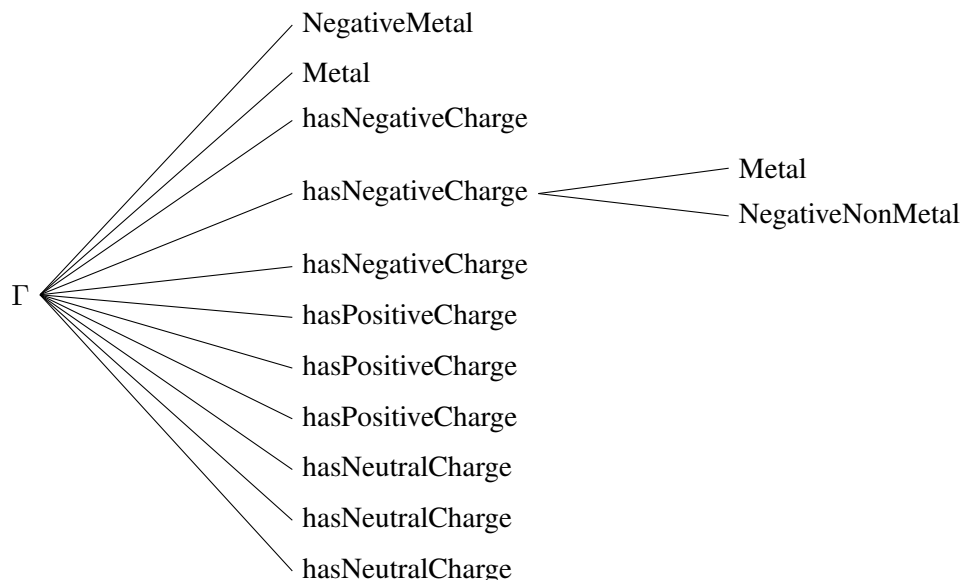 NegativeMetal
Metal
hasNegativeCharge
hasNegativeCharge
Metal
NegativeNonMetal
hasNegativeCharge
Γ
hasPositiveCharge
hasPositiveCharge
hasPositiveCharge
hasNeutralCharge
hasNeutralCharge
hasNeutralCharge